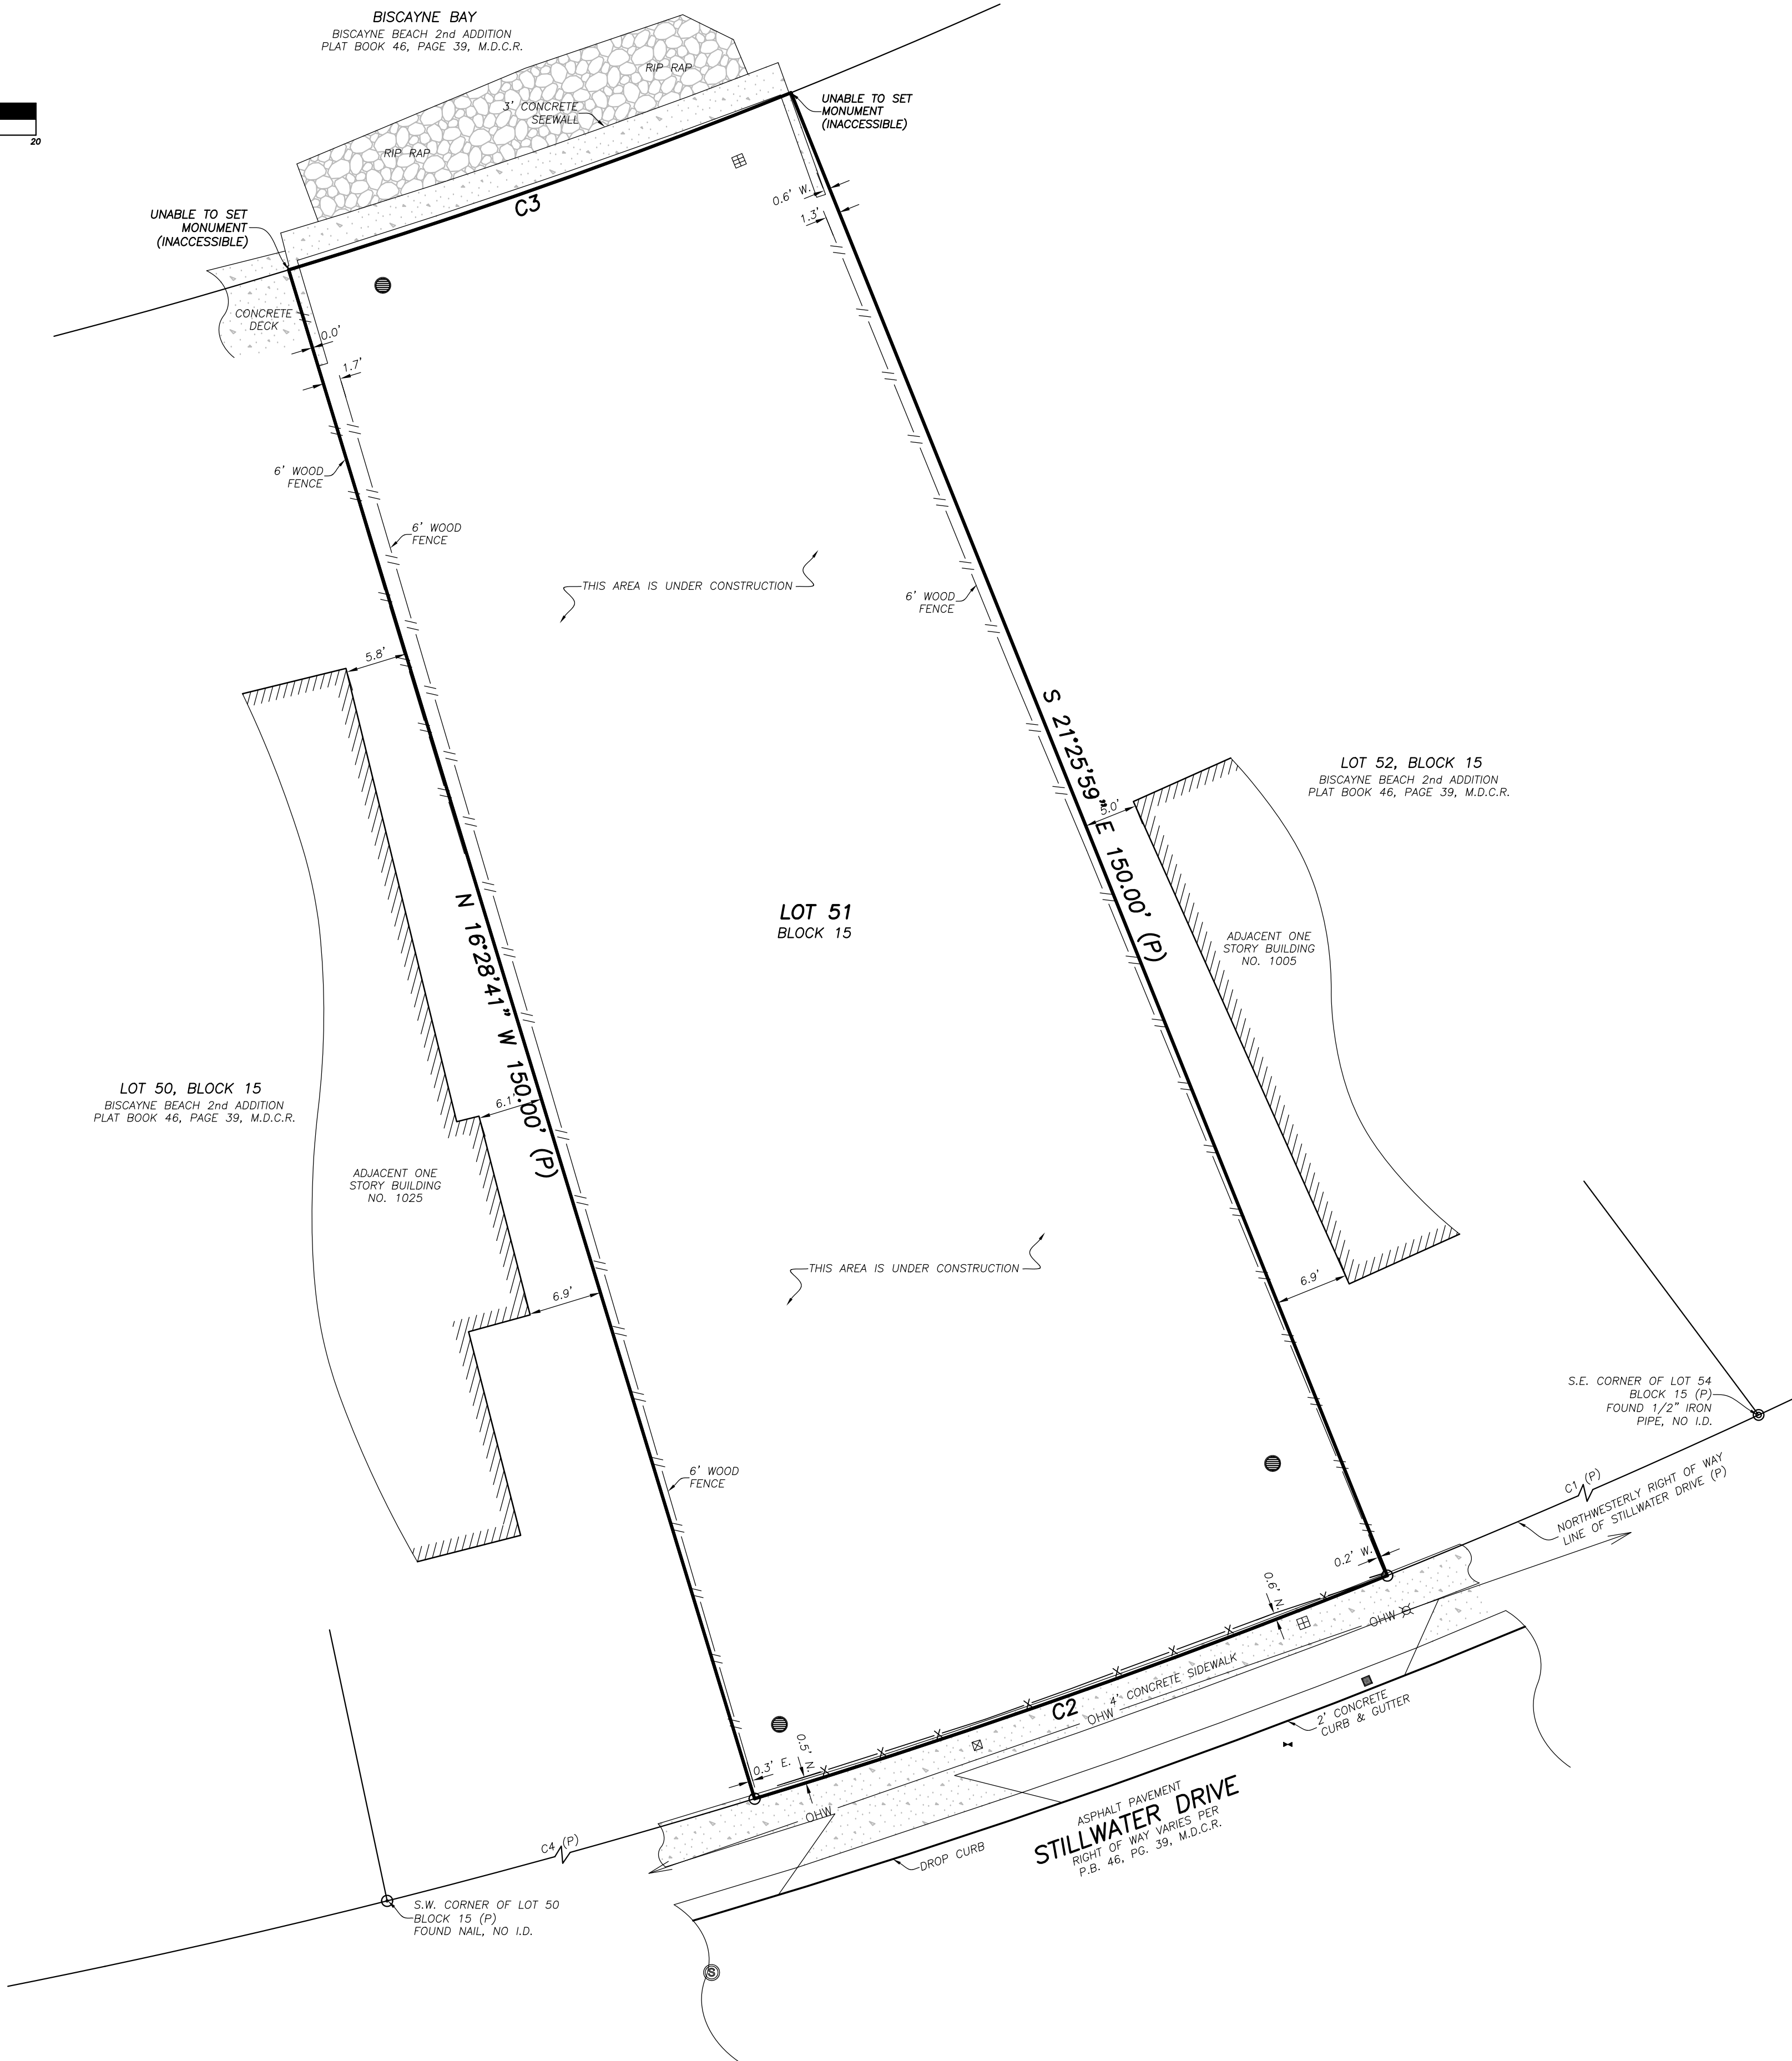 BISCAYNE BAY
BISCAYNE BEACH 2nd ADDITION
PLAT BOOK 46, PAGE 39, M.D.C.R.
20
RIP RAP
3' CONCRETE
SEEWALL
RIP RAP
UNABLE TO SET
MONUMENT
(INACCESSIBLE)
0.6' W.
1.3'
C3
UNABLE TO SET
MONUMENT
(INACCESSIBLE)
CONCRETE
DECK
0.0'
1.7'
6' WOOD
FENCE
6' WOOD
FENCE
THIS AREA IS UNDER CONSTRUCTION
6' WOOD
FENCE
5.8'
S 21°25'59" E 150.00' (P)
LOT 52, BLOCK 15
BISCAYNE BEACH 2nd ADDITION
PLAT BOOK 46, PAGE 39, M.D.C.R.
LOT 51
BLOCK 15
N 16°28'41" W 150.00' (P)
ADJACENT ONE
STORY BUILDING
NO. 1005
LOT 50, BLOCK 15
BISCAYNE BEACH 2nd ADDITION
PLAT BOOK 46, PAGE 39, M.D.C.R.
6.1'
ADJACENT ONE
STORY BUILDING
NO. 1025
THIS AREA IS UNDER CONSTRUCTION
6.9'
6.9'
S.E. CORNER OF LOT 54
BLOCK 15 (P)
FOUND 1/2" IRON
PIPE, NO I.D.
6' WOOD
FENCE
C1 (P)
NORTHWESTERLY RIGHT OF WAY
LINE OF STILLWATER DRIVE (P)
0.2' W.
0.6' N.
OHW
4' CONCRETE SIDEWALK
C2
OHW
2' CONCRETE
CURB & GUTTER
0.5' N.
0.3' E.
OHW
ASPHALT PAVEMENT
STILLWATER DRIVE
RIGHT OF WAY VARIES PER
P.B. 46, PG. 39, M.D.C.R.
DROP CURB
C4 (P)
S.W. CORNER OF LOT 50
BLOCK 15 (P)
FOUND NAIL, NO I.D.
S